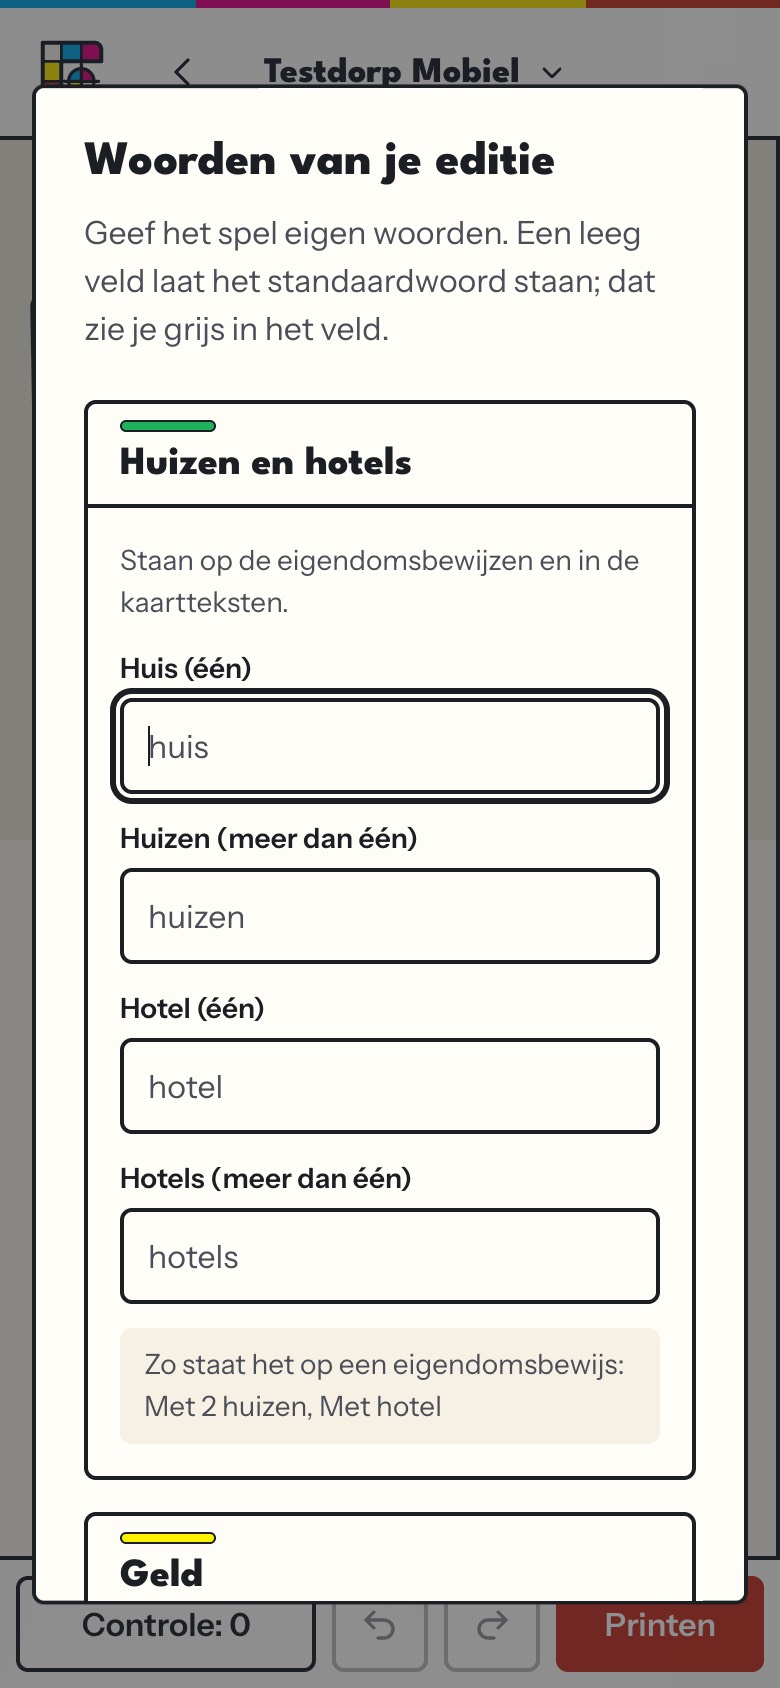 Testdorp Mobiel
Woorden van je editie
Geef het spel eigen woorden. Een leeg
veld laat het standaardwoord staan; dat
zie je grijs in het veld.
Huizen en hotels
Staan op de eigendomsbewijzen en in de
kaartteksten.
Huis (één)
huis
Huizen (meer dan één)
huizen
Hotel (één)
hotel
Hotels (meer dan één)
hotels
Zo staat het op een eigendomsbewijs:
Met 2 huizen, Met hotel
Geld
Controle: 0
Printen